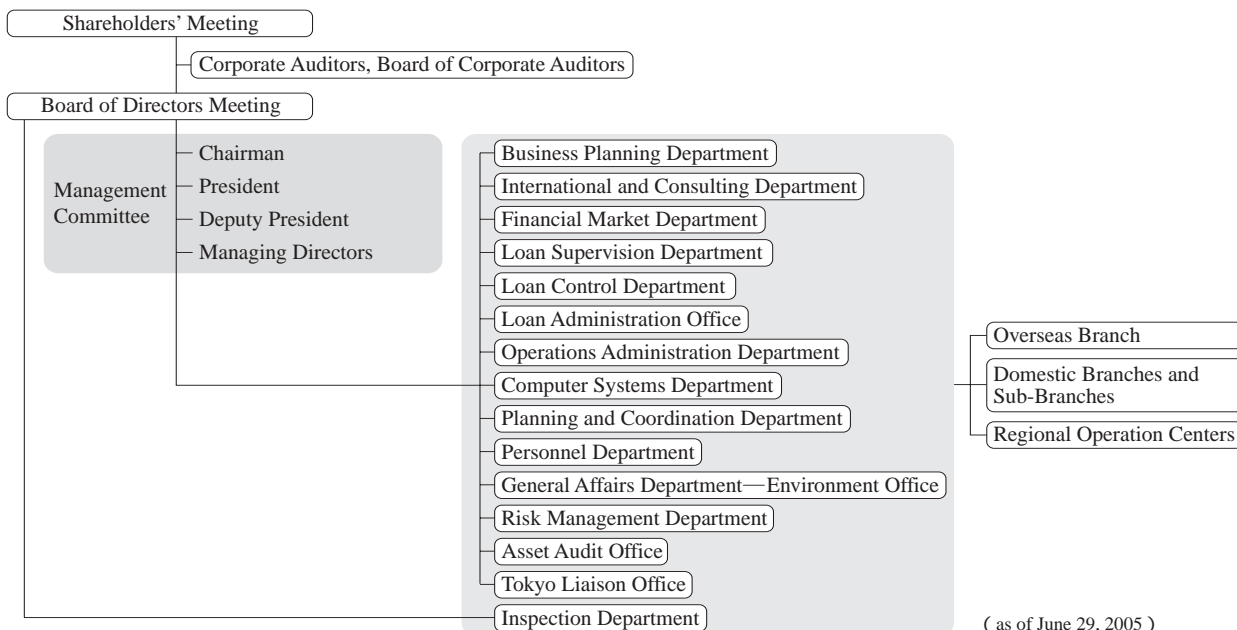 Shareholders' Meeting
Corporate Auditors, Board of Corporate Auditors
Board of Directors Meeting
Management
Committee
Chairman
President
Deputy President
Managing Directors
Business Planning Department
International and Consulting Department
Financial Market Department
Loan Supervision Department
Loan Control Department
Loan Administration Office
Operations Administration Department
Computer Systems Department
Planning and Coordination Department
Personnel Department
General Affairs Department—Environment Office
Risk Management Department
Asset Audit Office
Tokyo Liaison Office
Inspection Department
Overseas Branch
Domestic Branches and
Sub-Branches
Regional Operation Centers
( as of June 29, 2005 )